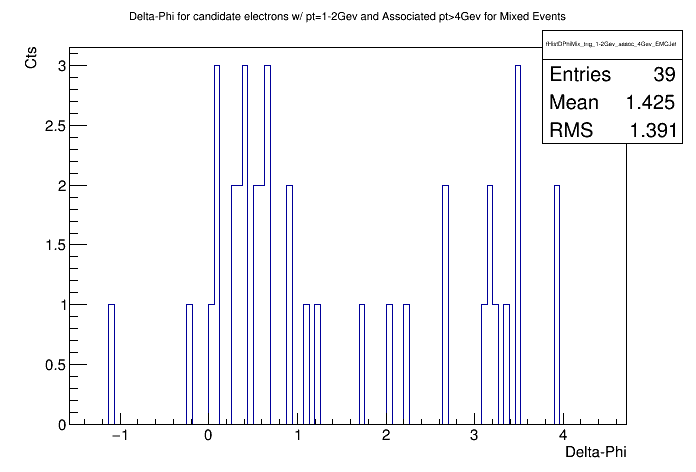 Delta-Phi for candidate electrons w/ pt=1-2Gev and Associated pt>4Gev for Mixed Events
fHistDPhiMix_trig_1-2Gev_assoc_4Gev_EMCJet
Entries 39
Mean 1.425
RMS 1.391
Cts
3
2.5
2
1.5
1
0.5
0
−1 0 1 2 3 4
Delta-Phi